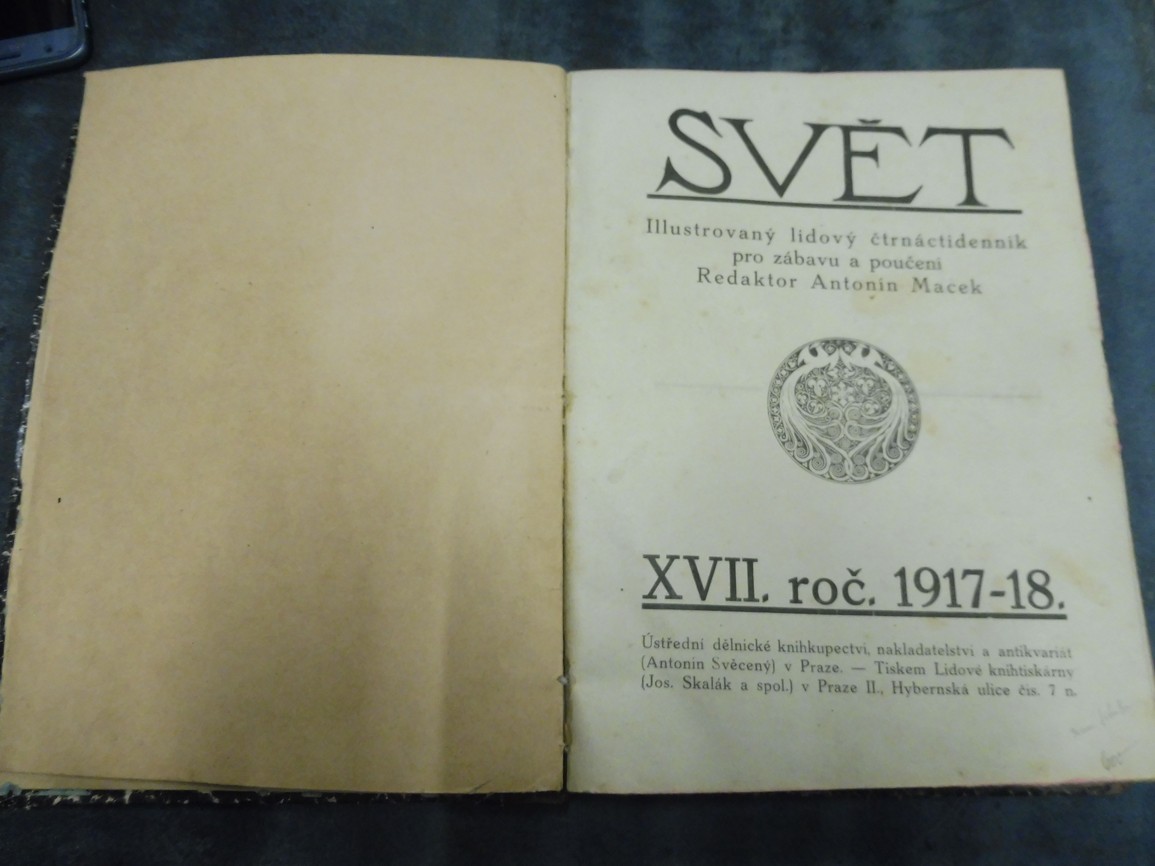 SVĚT
Illustrovaný lidový čtrnáctidenník
pro zábavu a poučení
Redaktor Antonín Macek
XVII. roč. 1917-18.
Ústřední dělnické knihkupectví, nakladatelství a antikvariát
(Antonín Svěcený) v Praze. — Tiskem Lidové knihtiskárny
(Jos. Skalák a spol.) v Praze II., Hybernská ulice čís. 7 n.